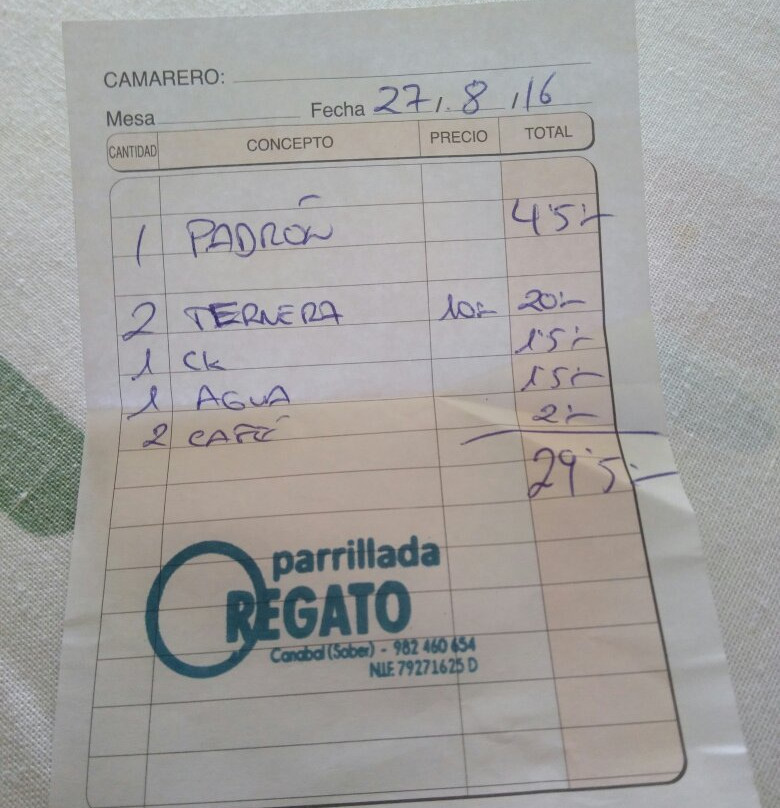 CAMARERO:
Mesa Fecha 27/8/16
CANTIDAD CONCEPTO PRECIO TOTAL
1 PADRÓN 4'5:-
2 TERNERA 10:- 20:-
1 CK 1'5:-
1 AGUA 1'5:-
2 CAFÉ 2:-
29'5:-
parrillada
O REGATO
Canabal (Sober) - 982 460 654
N.I.F. 79271625 D